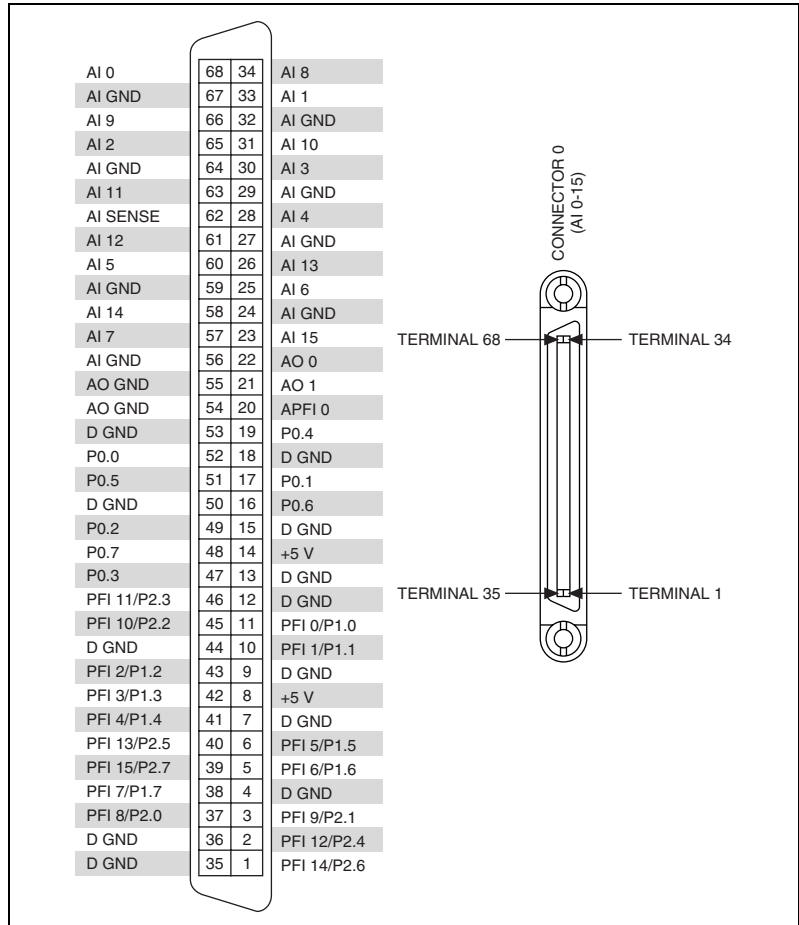 AI 0 68 34 AI 8
AI GND 67 33 AI 1
AI 9 66 32 AI GND
AI 2 65 31 AI 10
AI GND 64 30 AI 3
AI 11 63 29 AI GND
AI SENSE 62 28 AI 4
AI 12 61 27 AI GND
AI 5 60 26 AI 13
AI GND 59 25 AI 6
AI 14 58 24 AI GND
AI 7 57 23 AI 15
AI GND 56 22 AO 0
AO GND 55 21 AO 1
AO GND 54 20 APFI 0
D GND 53 19 P0.4
P0.0 52 18 D GND
P0.5 51 17 P0.1
D GND 50 16 P0.6
P0.2 49 15 D GND
P0.7 48 14 +5 V
P0.3 47 13 D GND
PFI 11/P2.3 46 12 D GND
PFI 10/P2.2 45 11 PFI 0/P1.0
D GND 44 10 PFI 1/P1.1
PFI 2/P1.2 43 9 D GND
PFI 3/P1.3 42 8 +5 V
PFI 4/P1.4 41 7 D GND
PFI 13/P2.5 40 6 PFI 5/P1.5
PFI 15/P2.7 39 5 PFI 6/P1.6
PFI 7/P1.7 38 4 D GND
PFI 8/P2.0 37 3 PFI 9/P2.1
D GND 36 2 PFI 12/P2.4
D GND 35 1 PFI 14/P2.6
CONNECTOR 0
(AI 0-15)
TERMINAL 68 TERMINAL 34
TERMINAL 35 TERMINAL 1